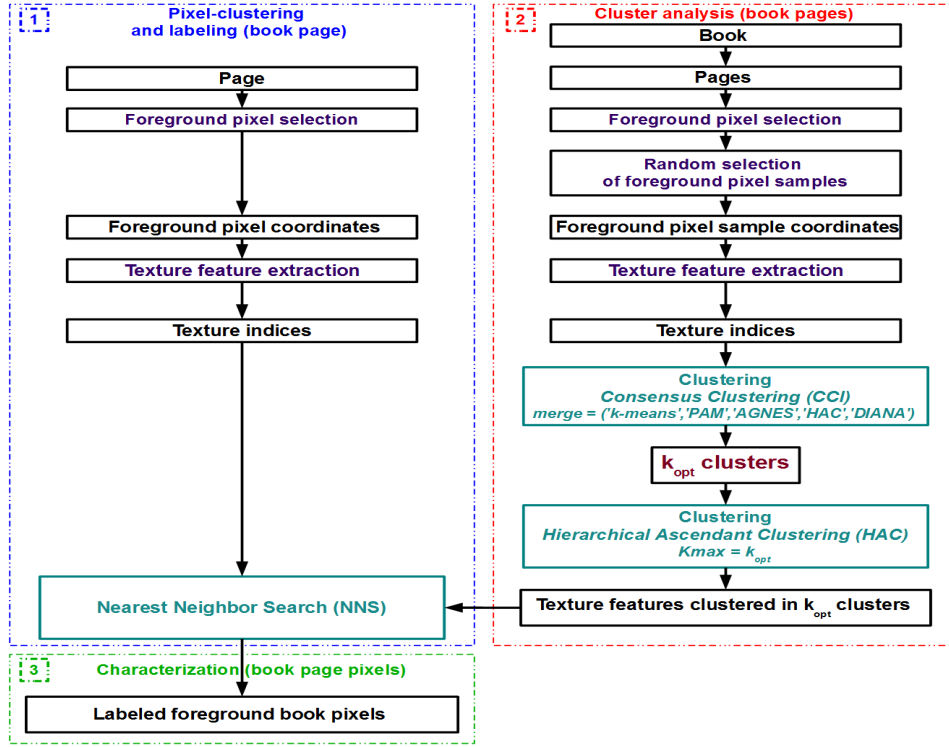 1
Pixel-clustering
and labeling (book page)
Page
Foreground pixel selection
Foreground pixel coordinates
Texture feature extraction
Texture indices
Nearest Neighbor Search (NNS)
2
Cluster analysis (book pages)
Book
Pages
Foreground pixel selection
Random selection
of foreground pixel samples
Foreground pixel sample coordinates
Texture feature extraction
Texture indices
Clustering
Consensus Clustering (CCI)
merge = ('k-means','PAM','AGNES','HAC','DIANA')
kopt clusters
Clustering
Hierarchical Ascendant Clustering (HAC)
Kmax = kopt
Texture features clustered in kopt clusters
3
Characterization (book page pixels)
Labeled foreground book pixels